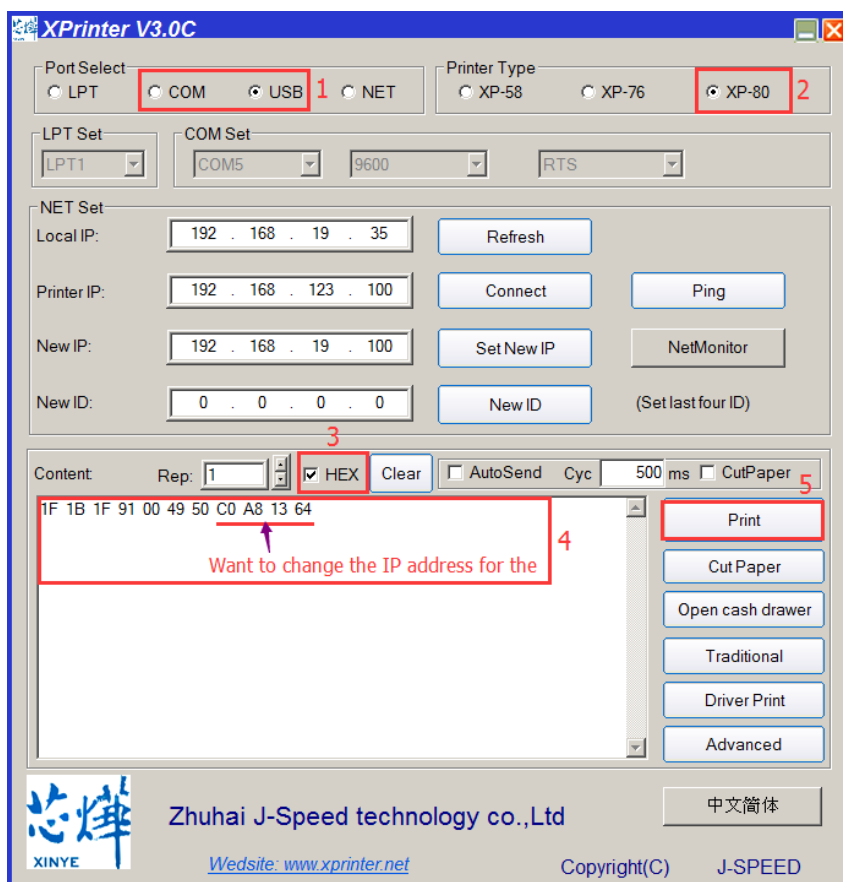 XPrinter V3.0C
Port Select
LPT COM USB 1 NET
Printer Type
XP-58 XP-76 XP-80 2
LPT Set
LPT1
COM Set
COM5 9600 RTS
NET Set
Local IP: 192 . 168 . 19 . 35 Refresh
Printer IP: 192 . 168 . 123 . 100 Connect Ping
New IP: 192 . 168 . 19 . 100 Set New IP NetMonitor
New ID: 0 . 0 . 0 . 0 New ID (Set last four ID)
3
Content: Rep: 1 HEX Clear AutoSend Cyc 500 ms CutPaper
5
1F 1B 1F 91 00 49 50 C0 A8 13 64
Want to change the IP address for the
4
Print
Cut Paper
Open cash drawer
Traditional
Driver Print
Advanced
芯烨
XINYE
Zhuhai J-Speed technology co.,Ltd
中文简体
Wedsite: www.xprinter.net
Copyright(C) J-SPEED